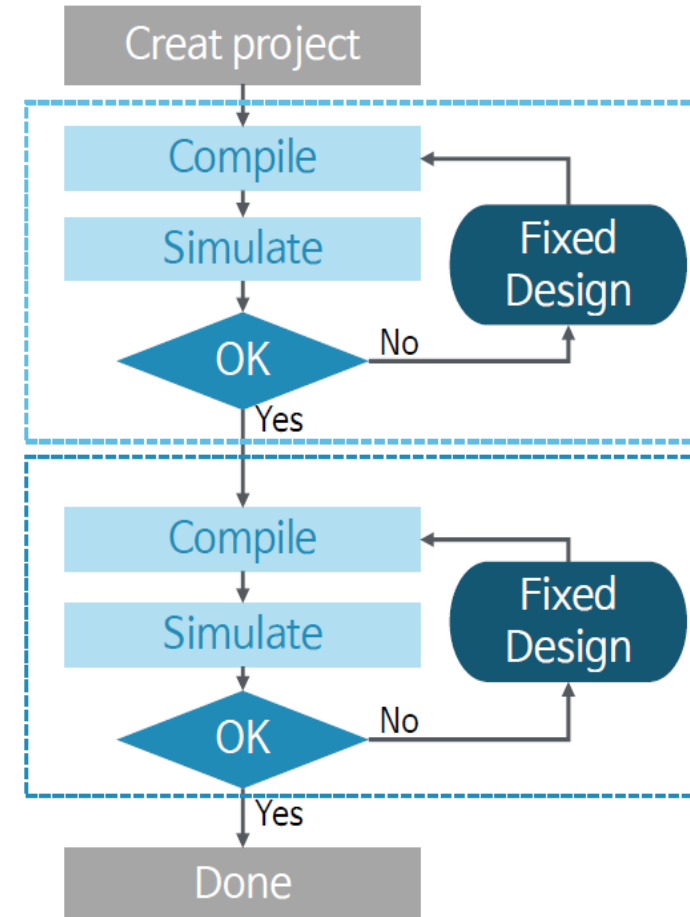 Creat project
Compile
Simulate
Fixed
Design
OK
No
Yes
Compile
Simulate
Fixed
Design
OK
No
Yes
Done